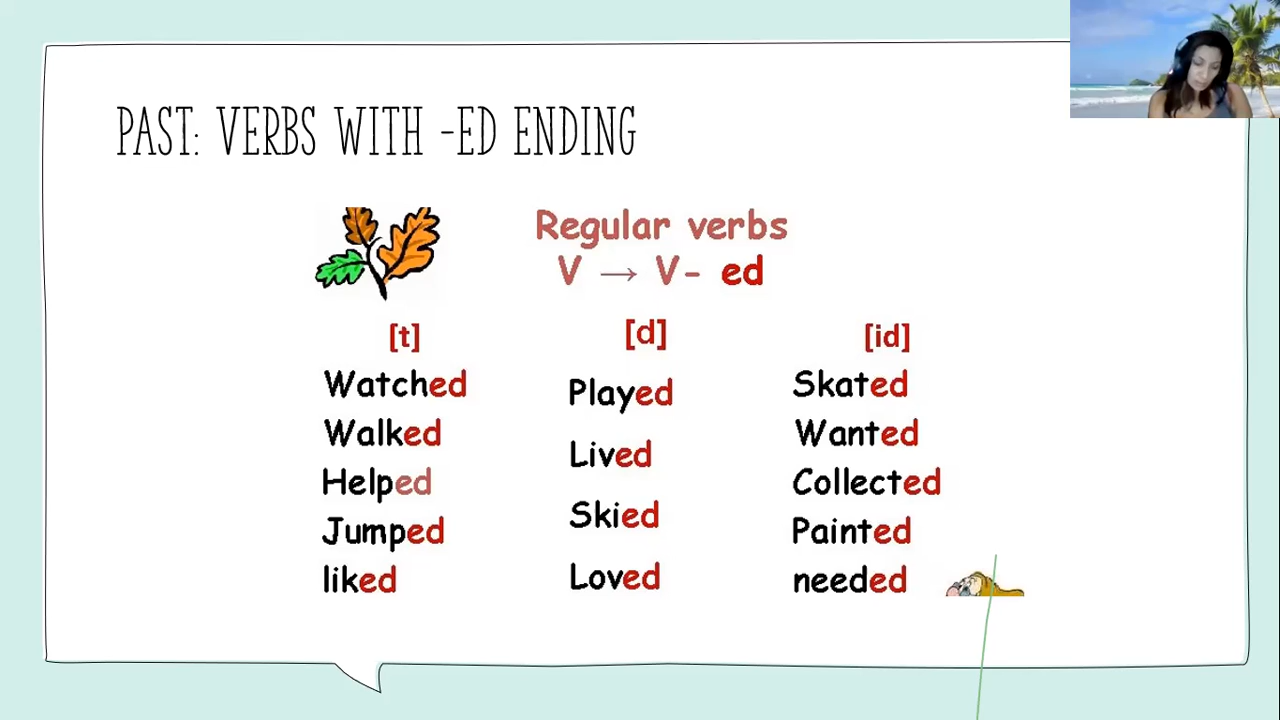 PAST: VERBS WITH -ED ENDING
Regular verbs
V → V- ed
[t]
Watched
Walked
Helped
Jumped
liked
[d]
Played
Lived
Skied
Loved
[id]
Skated
Wanted
Collected
Painted
needed